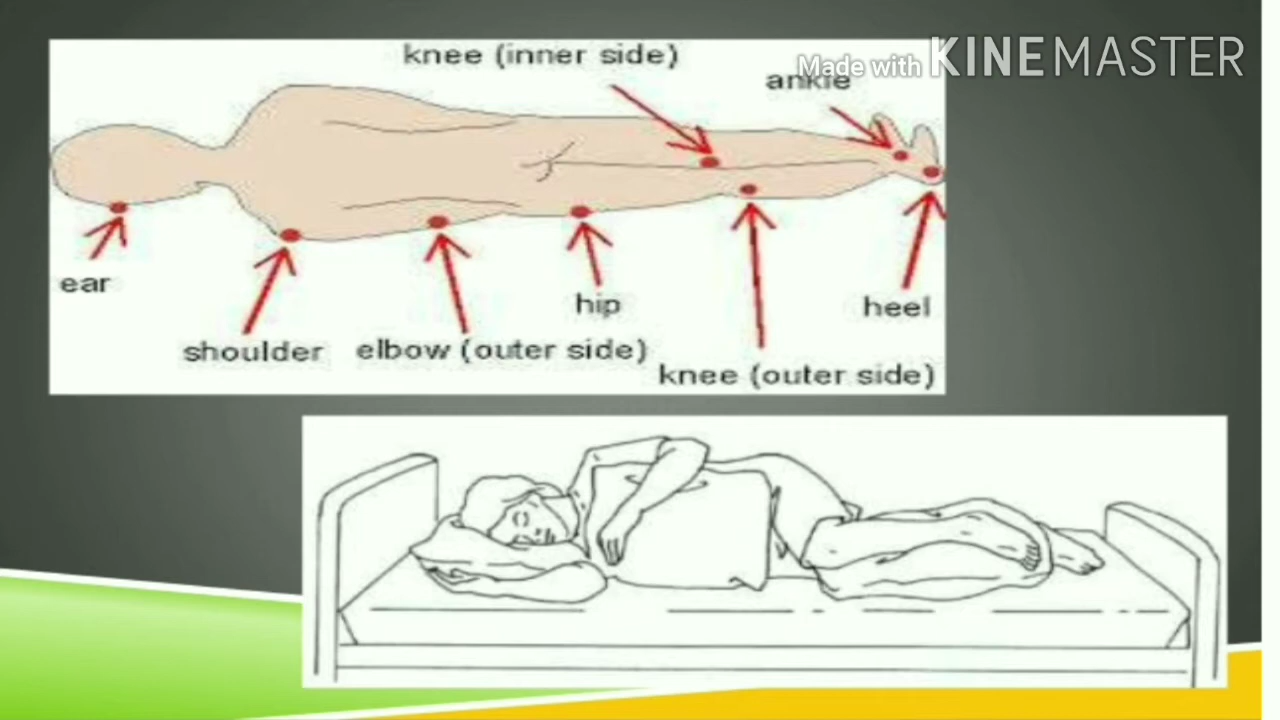 knee (inner side)
Made with KINEMASTER
ankle
ear
hip
heel
shoulder
elbow (outer side)
knee (outer side)